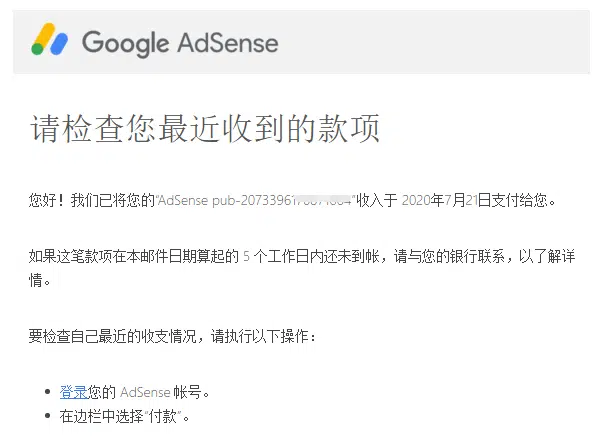 Google AdSense
请检查您最近收到的款项
您好！我们已将您的“AdSense pub-2073396”收入于 2020年7月21日支付给您。
如果这笔款项在本邮件日期算起的 5 个工作日内还未到帐，请与您的银行联系，以了解详
情。
要检查自己最近的收支情况，请执行以下操作：
• 登录您的 AdSense 帐号。
• 在边栏中选择“付款”。